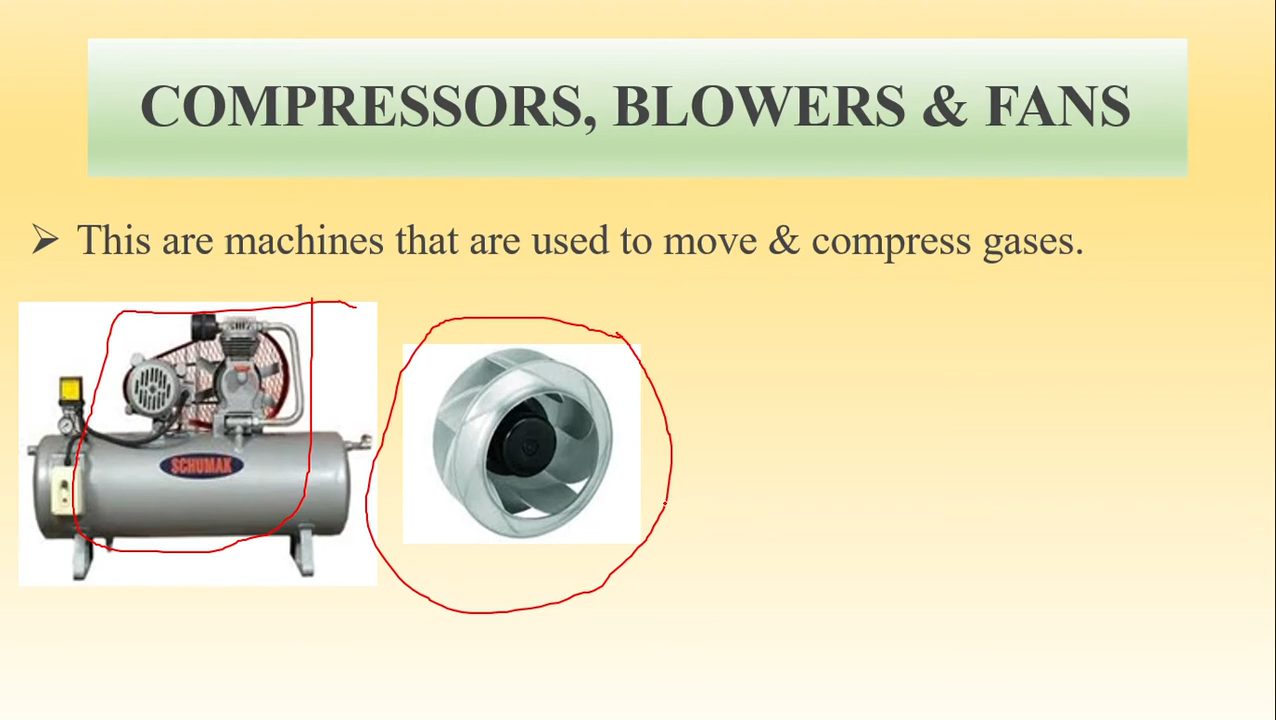 COMPRESSORS, BLOWERS & FANS
This are machines that are used to move & compress gases.
SCHUMAK